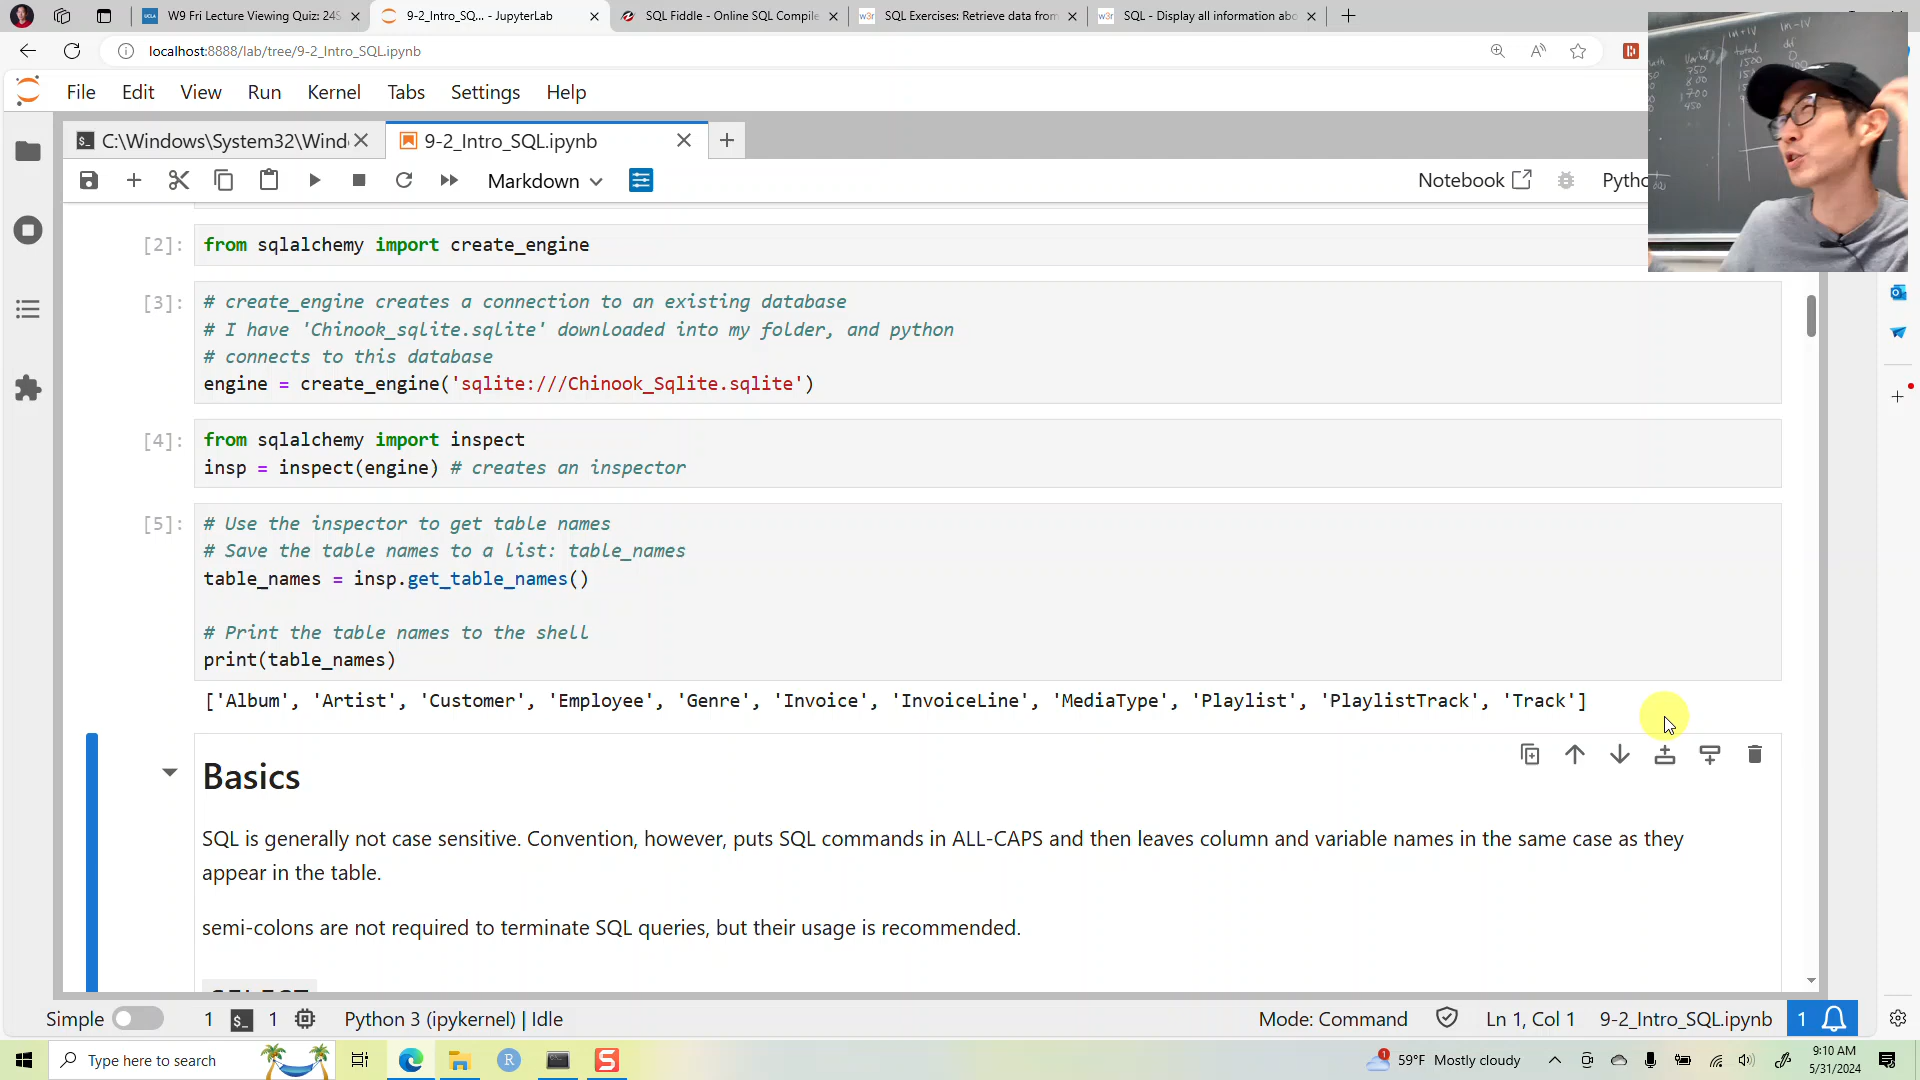 W9 Fri Lecture Viewing Quiz: 24S
9-2_Intro_SQ... - JupyterLab
SQL Fiddle - Online SQL Compile
SQL Exercises: Retrieve data from
SQL - Display all information abo
localhost:8888/lab/tree/9-2_Intro_SQL.ipynb
File Edit View Run Kernel Tabs Settings Help
C:\Windows\System32\Wind
9-2_Intro_SQL.ipynb
Markdown
Notebook
[2]: from sqlalchemy import create_engine
[3]: # create_engine creates a connection to an existing database
# I have 'Chinook_sqlite.sqlite' downloaded into my folder, and python
# connects to this database
engine = create_engine('sqlite:///Chinook_Sqlite.sqlite')
[4]: from sqlalchemy import inspect
insp = inspect(engine) # creates an inspector
[5]: # Use the inspector to get table names
# Save the table names to a list: table_names
table_names = insp.get_table_names()
# Print the table names to the shell
print(table_names)
['Album', 'Artist', 'Customer', 'Employee', 'Genre', 'Invoice', 'InvoiceLine', 'MediaType', 'Playlist', 'PlaylistTrack', 'Track']
Basics
SQL is generally not case sensitive. Convention, however, puts SQL commands in ALL-CAPS and then leaves column and variable names in the same case as they
appear in the table.
semi-colons are not required to terminate SQL queries, but their usage is recommended.
Simple 1 1 Python 3 (ipykernel) | Idle
Mode: Command Ln 1, Col 1 9-2_Intro_SQL.ipynb 1
Type here to search
59°F Mostly cloudy
9:10 AM
5/31/2024